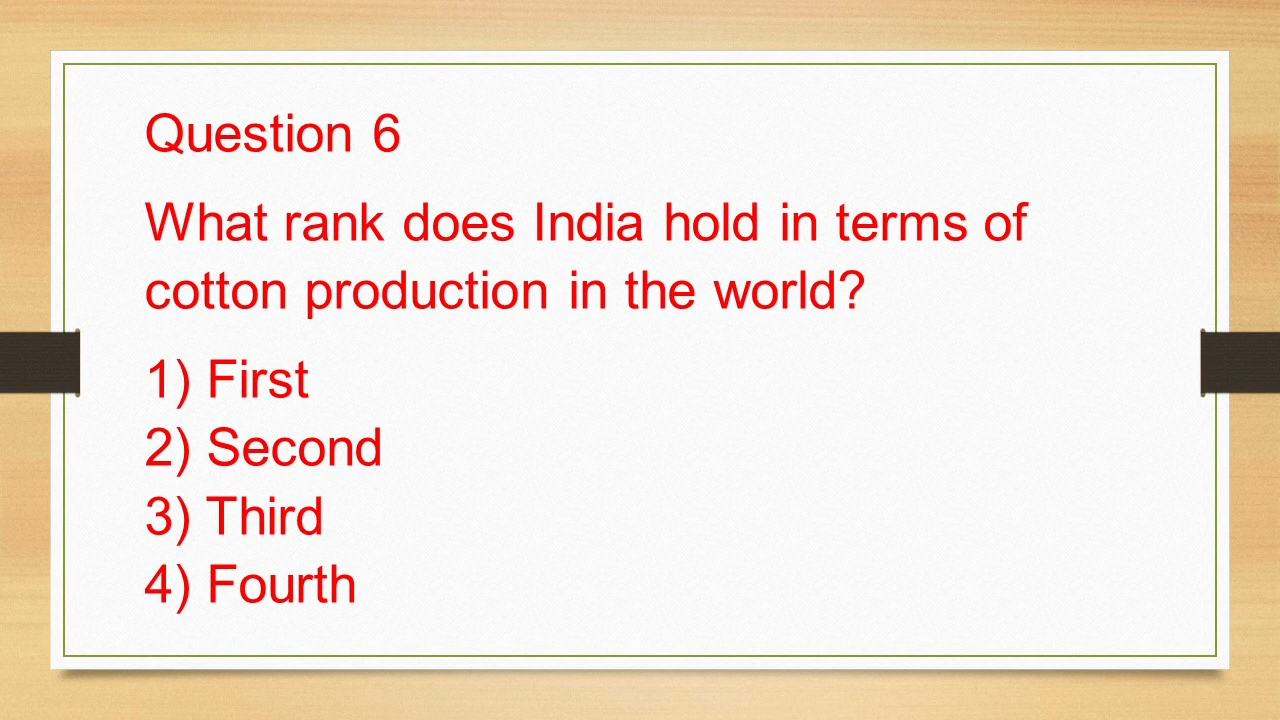 Question 6
What rank does India hold in terms of
cotton production in the world?
1) First
2) Second
3) Third
4) Fourth